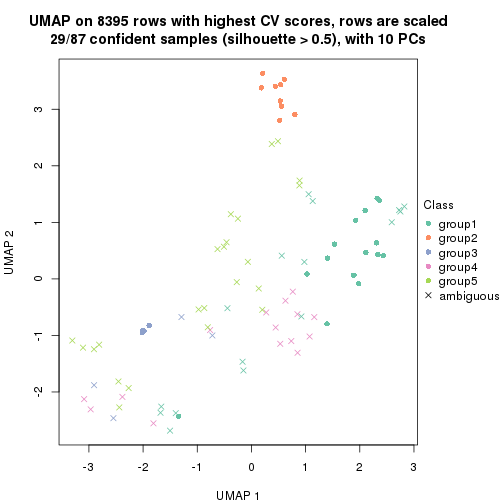 UMAP on 8395 rows with highest CV scores, rows are scaled
29/87 confident samples (silhouette > 0.5), with 10 PCs
UMAP 2
3
2
1
0
-1
-2
-3
-2
-1
0
1
2
3
UMAP 1
Class
group1
group2
group3
group4
group5
ambiguous